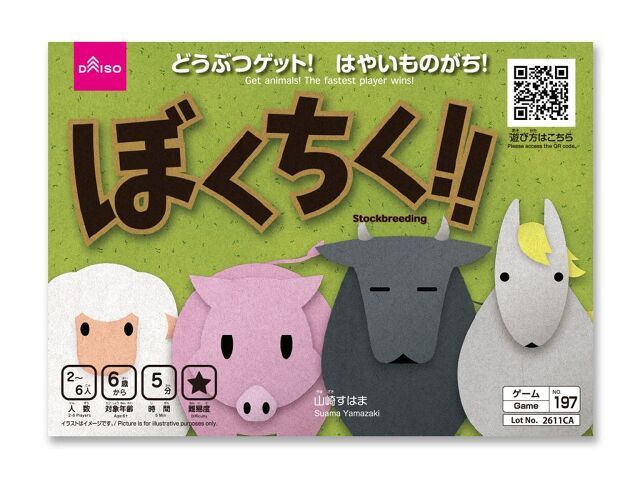 DAISO
どうぶつゲット! はやいものがち!
Get animals! The fastest player wins!
遊び方はこちら
Please access the QR code.
ぼくちく!!
Stockbreeding
2〜6人
人数
2-6 Players
6歳から
対象年齢
Ages 6+
5分
時間
5 Min
★
難易度
Difficulty
山崎すはま
Suama Yamazaki
ゲーム
Game
NO.
197
Lot No. 2611CA
イラストはイメージです。/ Picture is for illustrative purposes only.